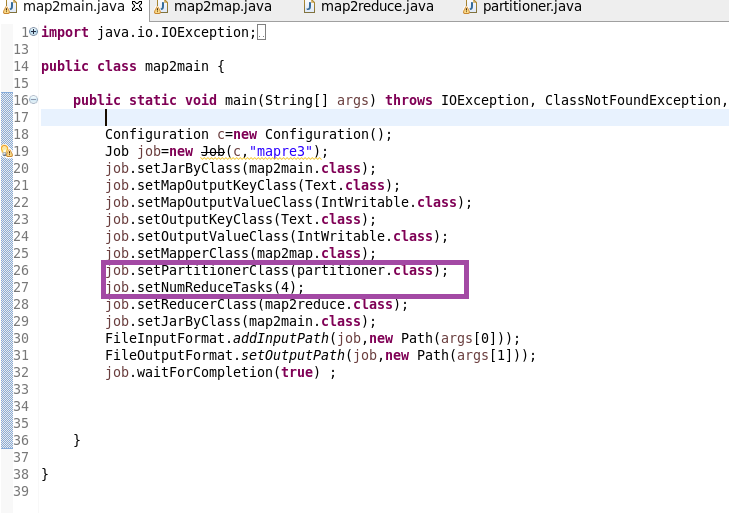 map2main.java map2map.java map2reduce.java partitioner.java
1 import java.io.IOException;
13
14 public class map2main {
15
16 public static void main(String[] args) throws IOException, ClassNotFoundException,
17
18 Configuration c=new Configuration();
19 Job job=new Job(c,"mapre3");
20 job.setJarByClass(map2main.class);
21 job.setMapOutputKeyClass(Text.class);
22 job.setMapOutputValueClass(IntWritable.class);
23 job.setOutputKeyClass(Text.class);
24 job.setOutputValueClass(IntWritable.class);
25 job.setMapperClass(map2map.class);
26 job.setPartitionerClass(partitioner.class);
27 job.setNumReduceTasks(4);
28 job.setReducerClass(map2reduce.class);
29 job.setJarByClass(map2main.class);
30 FileInputFormat.addInputPath(job,new Path(args[0]));
31 FileOutputFormat.setOutputPath(job,new Path(args[1]));
32 job.waitForCompletion(true) ;
33
34
35
36 }
37
38 }
39